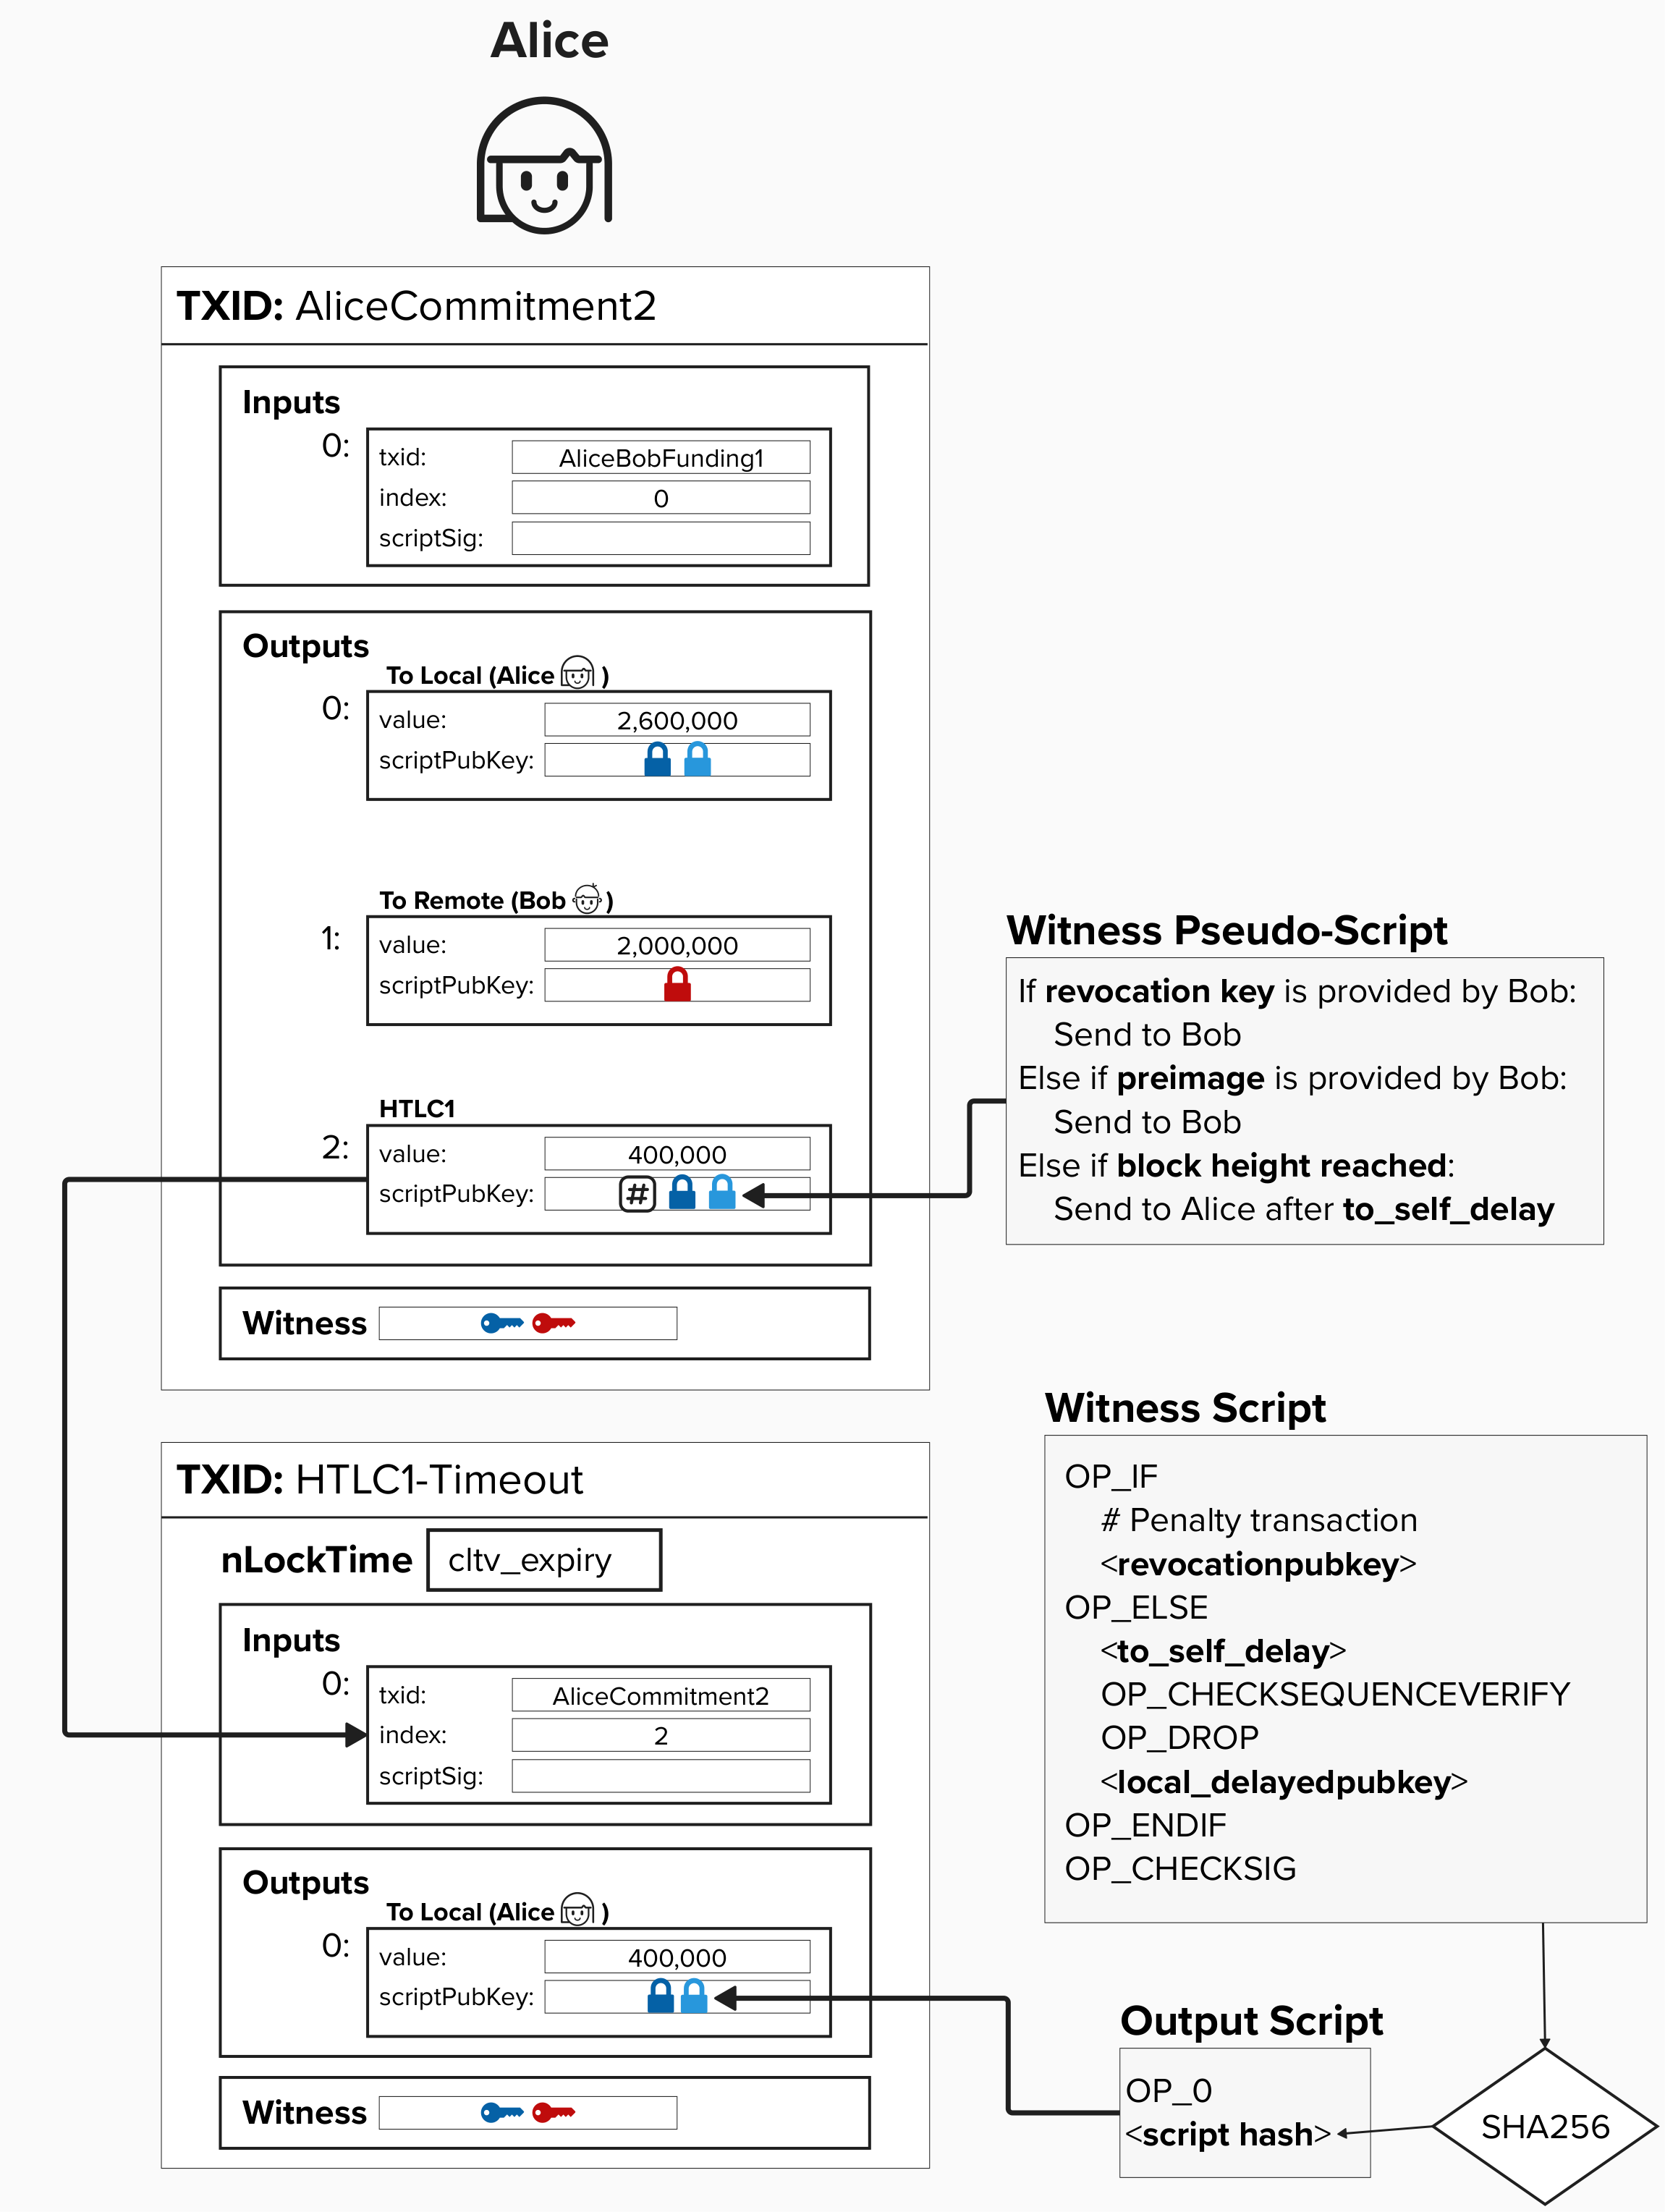 Alice
TXID: AliceCommitment2
Inputs
0:
txid: AliceBobFunding1
index: 0
scriptSig:
Outputs
To Local (Alice )
0:
value: 2,600,000
scriptPubKey:
To Remote (Bob )
1:
value: 2,000,000
scriptPubKey:
HTLC1
2:
value: 400,000
scriptPubKey: #
Witness
Witness Pseudo-Script
If revocation key is provided by Bob:
Send to Bob
Else if preimage is provided by Bob:
Send to Bob
Else if block height reached:
Send to Alice after to_self_delay
TXID: HTLC1-Timeout
nLockTime cltv_expiry
Inputs
0:
txid: AliceCommitment2
index: 2
scriptSig:
Outputs
To Local (Alice )
0:
value: 400,000
scriptPubKey:
Witness
Witness Script
OP_IF
# Penalty transaction
<revocationpubkey>
OP_ELSE
<to_self_delay>
OP_CHECKSEQUENCEVERIFY
OP_DROP
<local_delayedpubkey>
OP_ENDIF
OP_CHECKSIG
Output Script
OP_0
<script hash>
SHA256